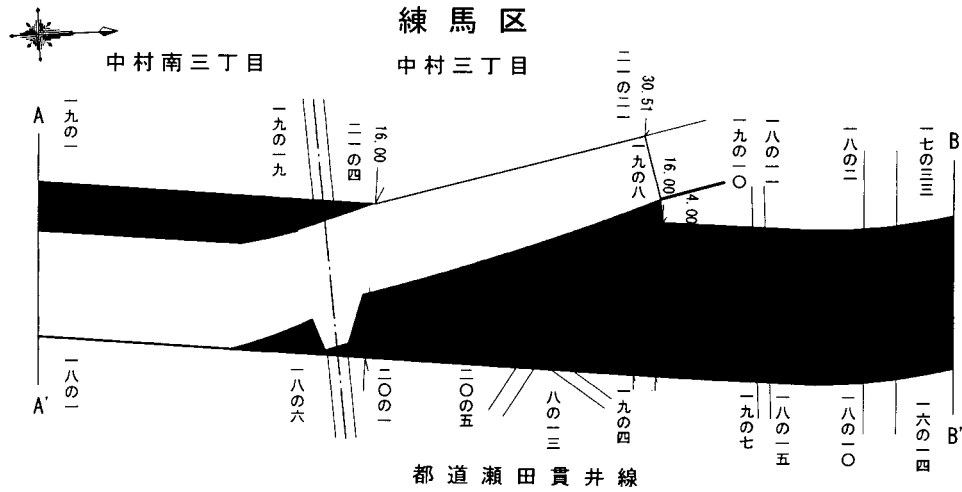 練馬区
中村南三丁目
中村三丁目
A
一九の一
一九の一九
二一の四
16.00
二一の二一
30.51
一九の八
16.00
4.00
一九の一〇
一八の一一
一八の二
一七の三三
B
A'
一八の一
一八の六
二〇の一
二〇の五
八の一三
一九の四
一九の七
一八の一五
一八の一〇
一六の一四
B'
都道瀬田貫井線